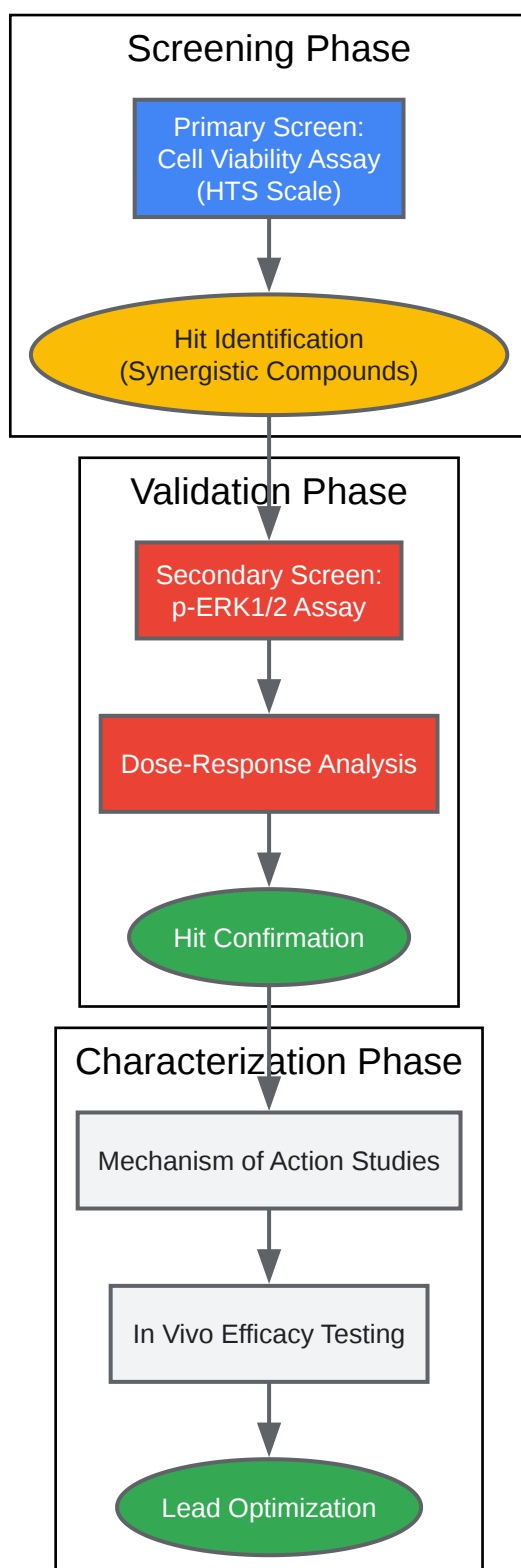 Screening Phase
Primary Screen:
Cell Viability Assay
(HTS Scale)
Hit Identification
(Synergistic Compounds)
Validation Phase
Secondary Screen:
p-ERK1/2 Assay
Dose-Response Analysis
Hit Confirmation
Characterization Phase
Mechanism of Action Studies
In Vivo Efficacy Testing
Lead Optimization